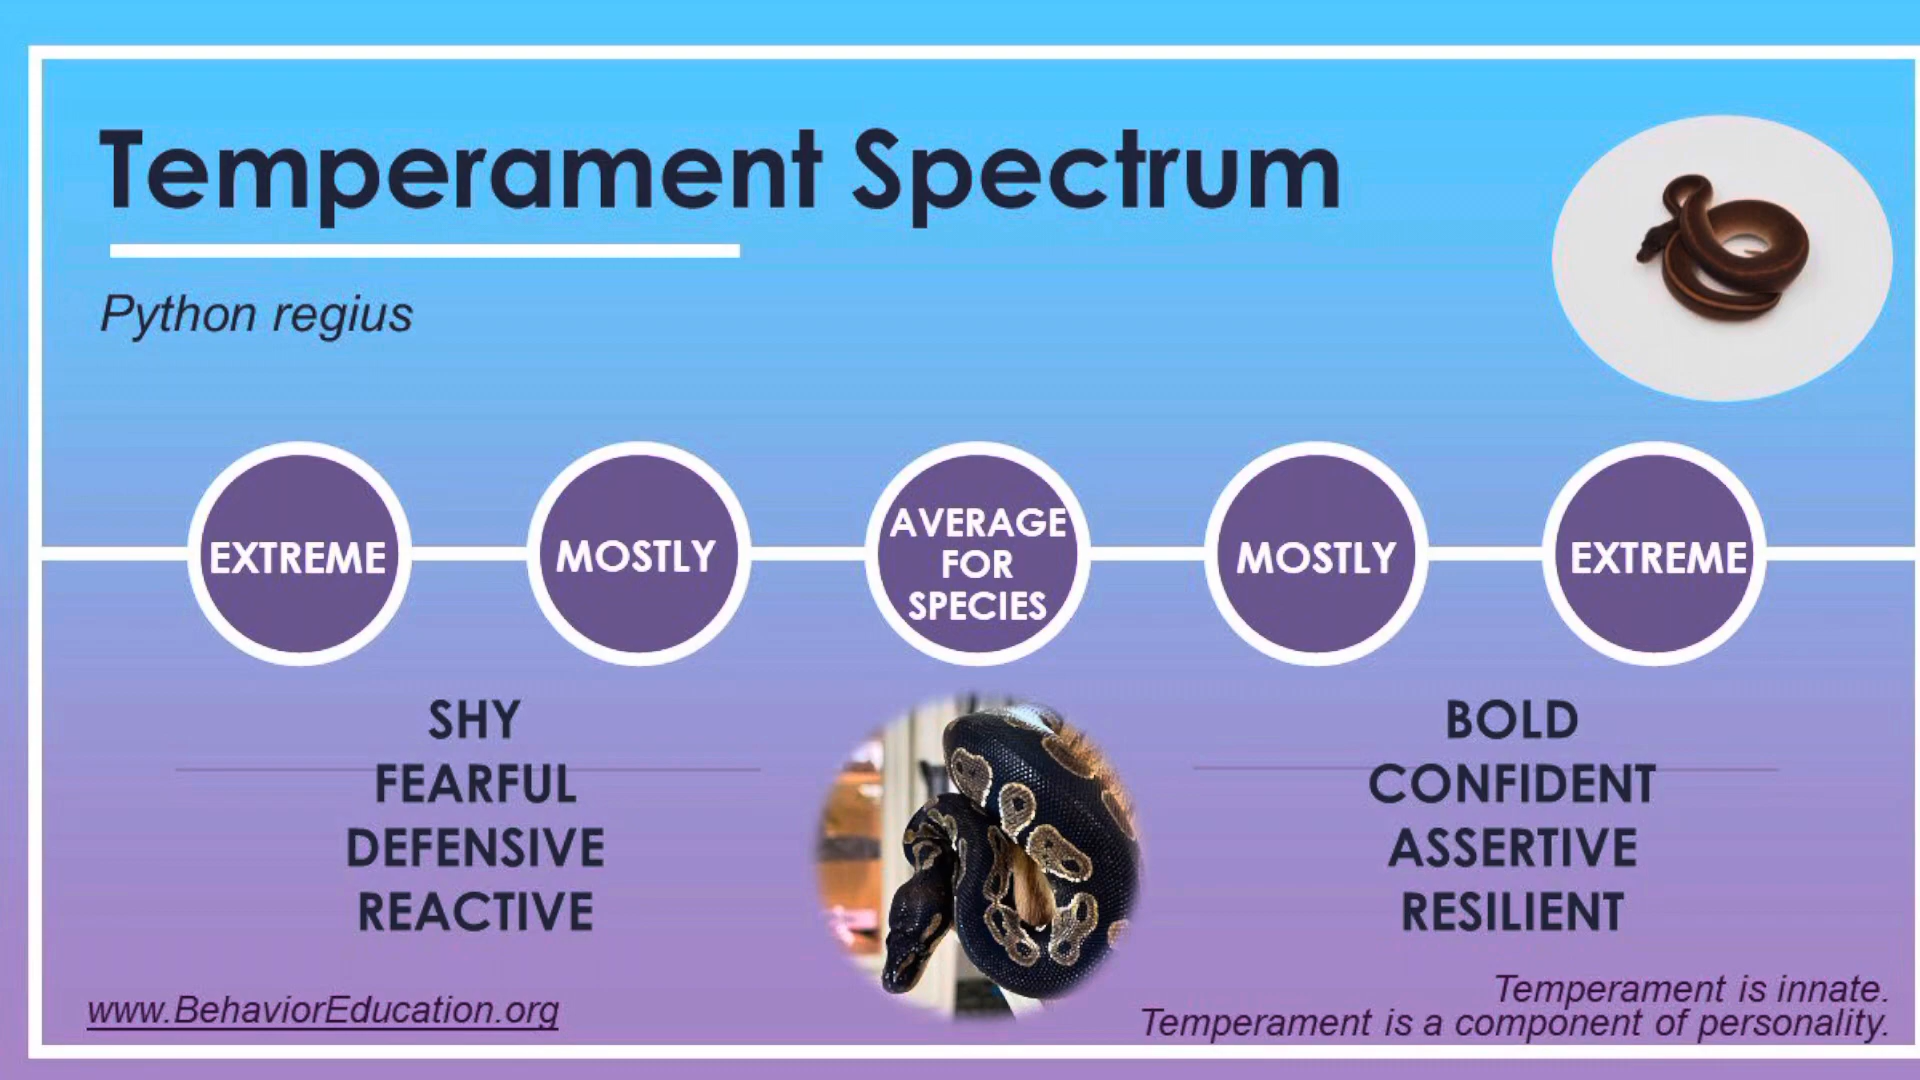 Temperament Spectrum
Python regius
EXTREME
MOSTLY
AVERAGE
FOR
SPECIES
MOSTLY
EXTREME
SHY
FEARFUL
DEFENSIVE
REACTIVE
BOLD
CONFIDENT
ASSERTIVE
RESILIENT
www.BehaviorEducation.org
Temperament is innate.
Temperament is a component of personality.